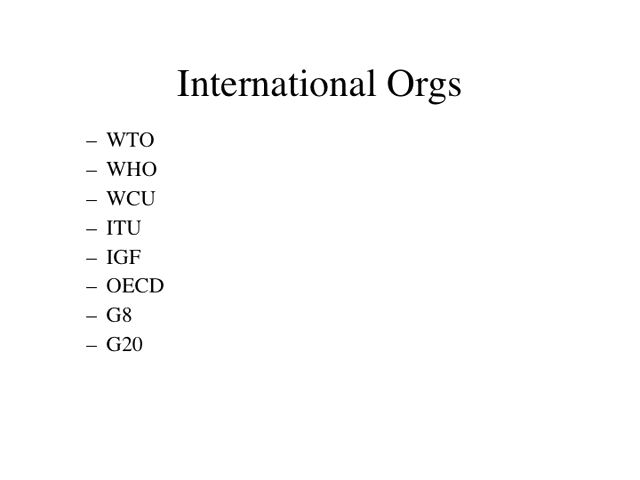 International Orgs
– WTO
– WHO
– WCU
– ITU
– IGF
– OECD
– G8
– G20